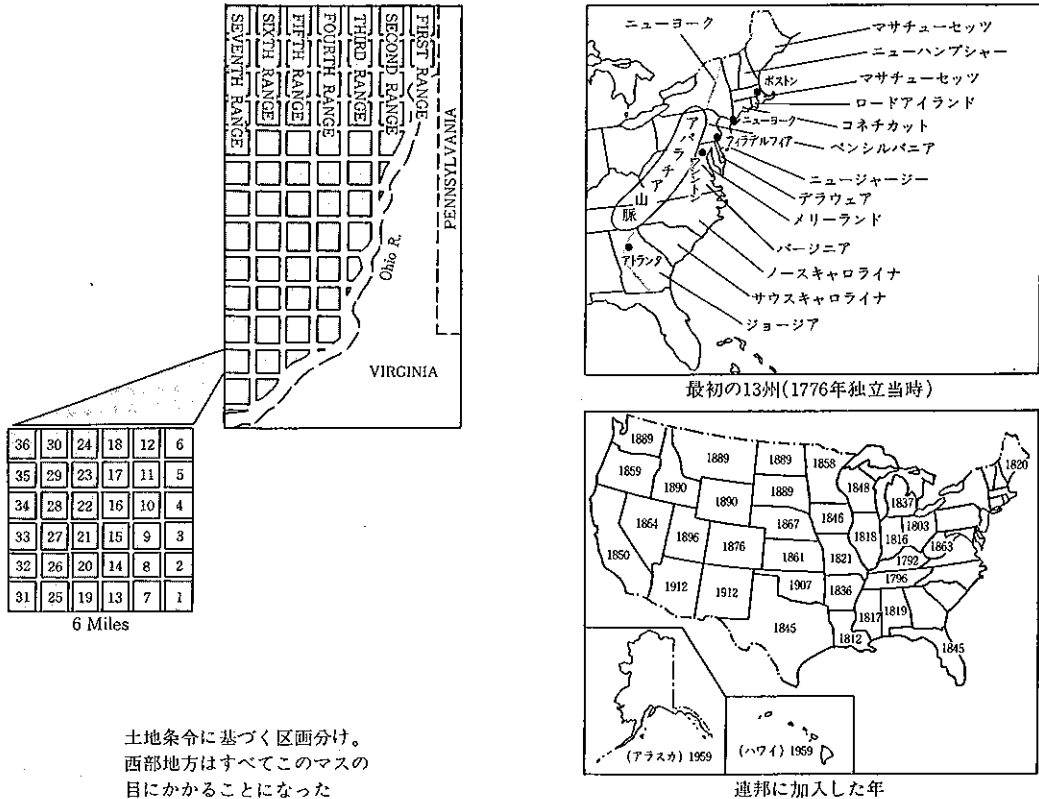 SEVENTH RANGE
SIXTH RANGE
FIFTH RANGE
FOURTH RANGE
THIRD RANGE
SECOND RANGE
FIRST RANGE
PENNSYLVANIA
Ohio R.
VIRGINIA
36 30 24 18 12 6
35 29 23 17 11 5
34 28 22 16 10 4
33 27 21 15 9 3
32 26 20 14 8 2
31 25 19 13 7 1
6 Miles
土地条令に基づく区画分け。
西部地方はすべてこのマスの
目にかかることになった
ニューヨーク
マサチューセッツ
ニューハンプシャー
ボストン
マサチューセッツ
ロードアイランド
ニューヨーク
コネチカット
フィラデルフィア
ペンシルバニア
アパラチア山脈
ワシントン
ニュージャージー
デラウェア
メリーランド
バージニア
アトランタ
ノースキャロライナ
サウスキャロライナ
ジョージア
最初の13州(1776年独立当時)
1889
1889
1889
1858
1820
1859
1890
1890
1889
1848
1837
1864
1867
1846
1818
1816
1803
1850
1896
1876
1861
1821
1792
1863
1912
1912
1907
1836
1796
1845
1817
1819
1812
1845
(アラスカ) 1959
(ハワイ) 1959
連邦に加入した年